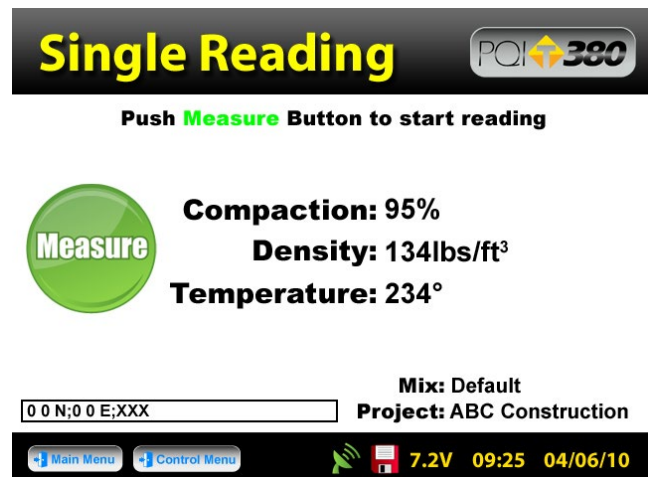 Single Reading
PQI T 380
Push Measure Button to start reading
Measure
Compaction: 95%
Density: 134lbs/ft³
Temperature: 234°
Mix: Default
0 0 N;0 0 E;XXX
Project: ABC Construction
Main Menu
Control Menu
7.2V
09:25
04/06/10